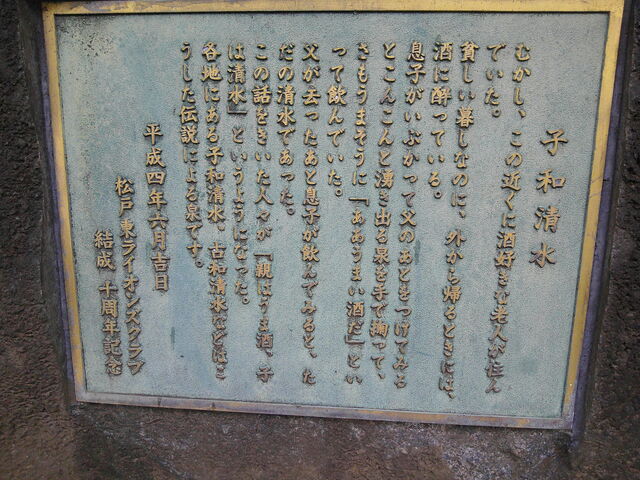 子和清水
むかし、この近くに酒好きな老人が住ん
でいた。
貧しい暮しなのに、外から帰るときには、
酒に酔っている。
息子がいぶかって父のあとをつけてみる
とこんこんと湧き出る泉を手で掬って、
さもうまそうに「ああうまい酒だ」とい
って飲んでいた。
父が去ったあと息子が飲んでみると、た
だの清水であった。
この話をきいた人々が「親はうま酒、子
は清水」というようになった。
各地にある子和清水、古和清水などはこ
うした伝説による泉です。
平成四年六月吉日
松戸東ライオンズクラブ
結成 十周年記念